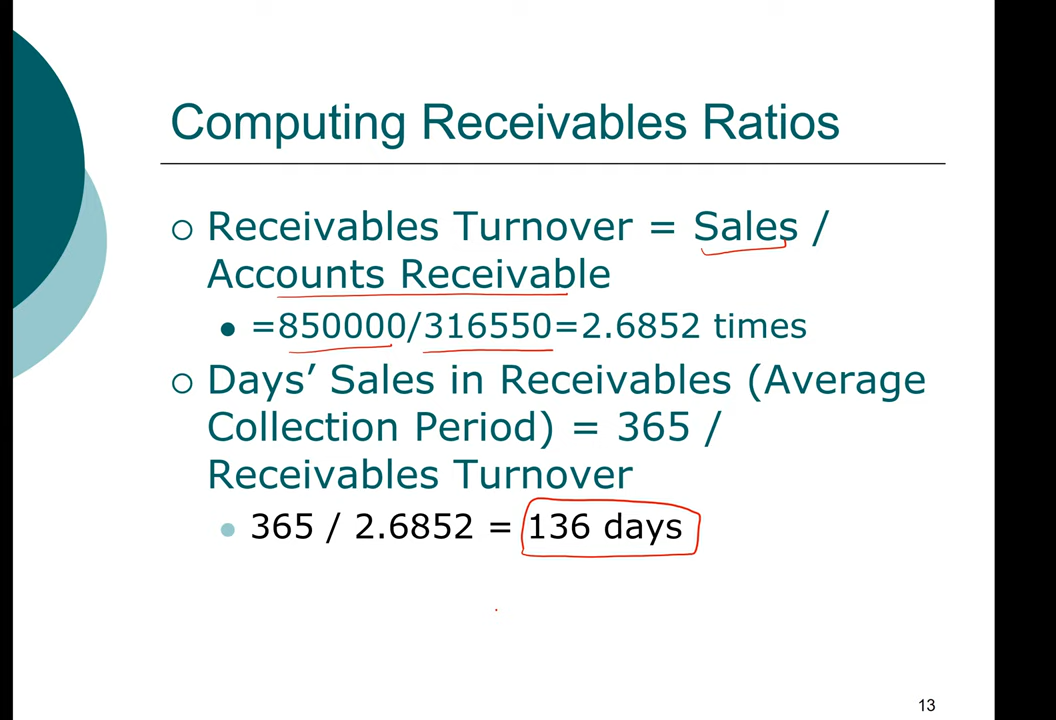 Computing Receivables Ratios
Receivables Turnover = Sales /
Accounts Receivable
=850000/316550=2.6852 times
Days’ Sales in Receivables (Average
Collection Period) = 365 /
Receivables Turnover
365 / 2.6852 = 136 days
13